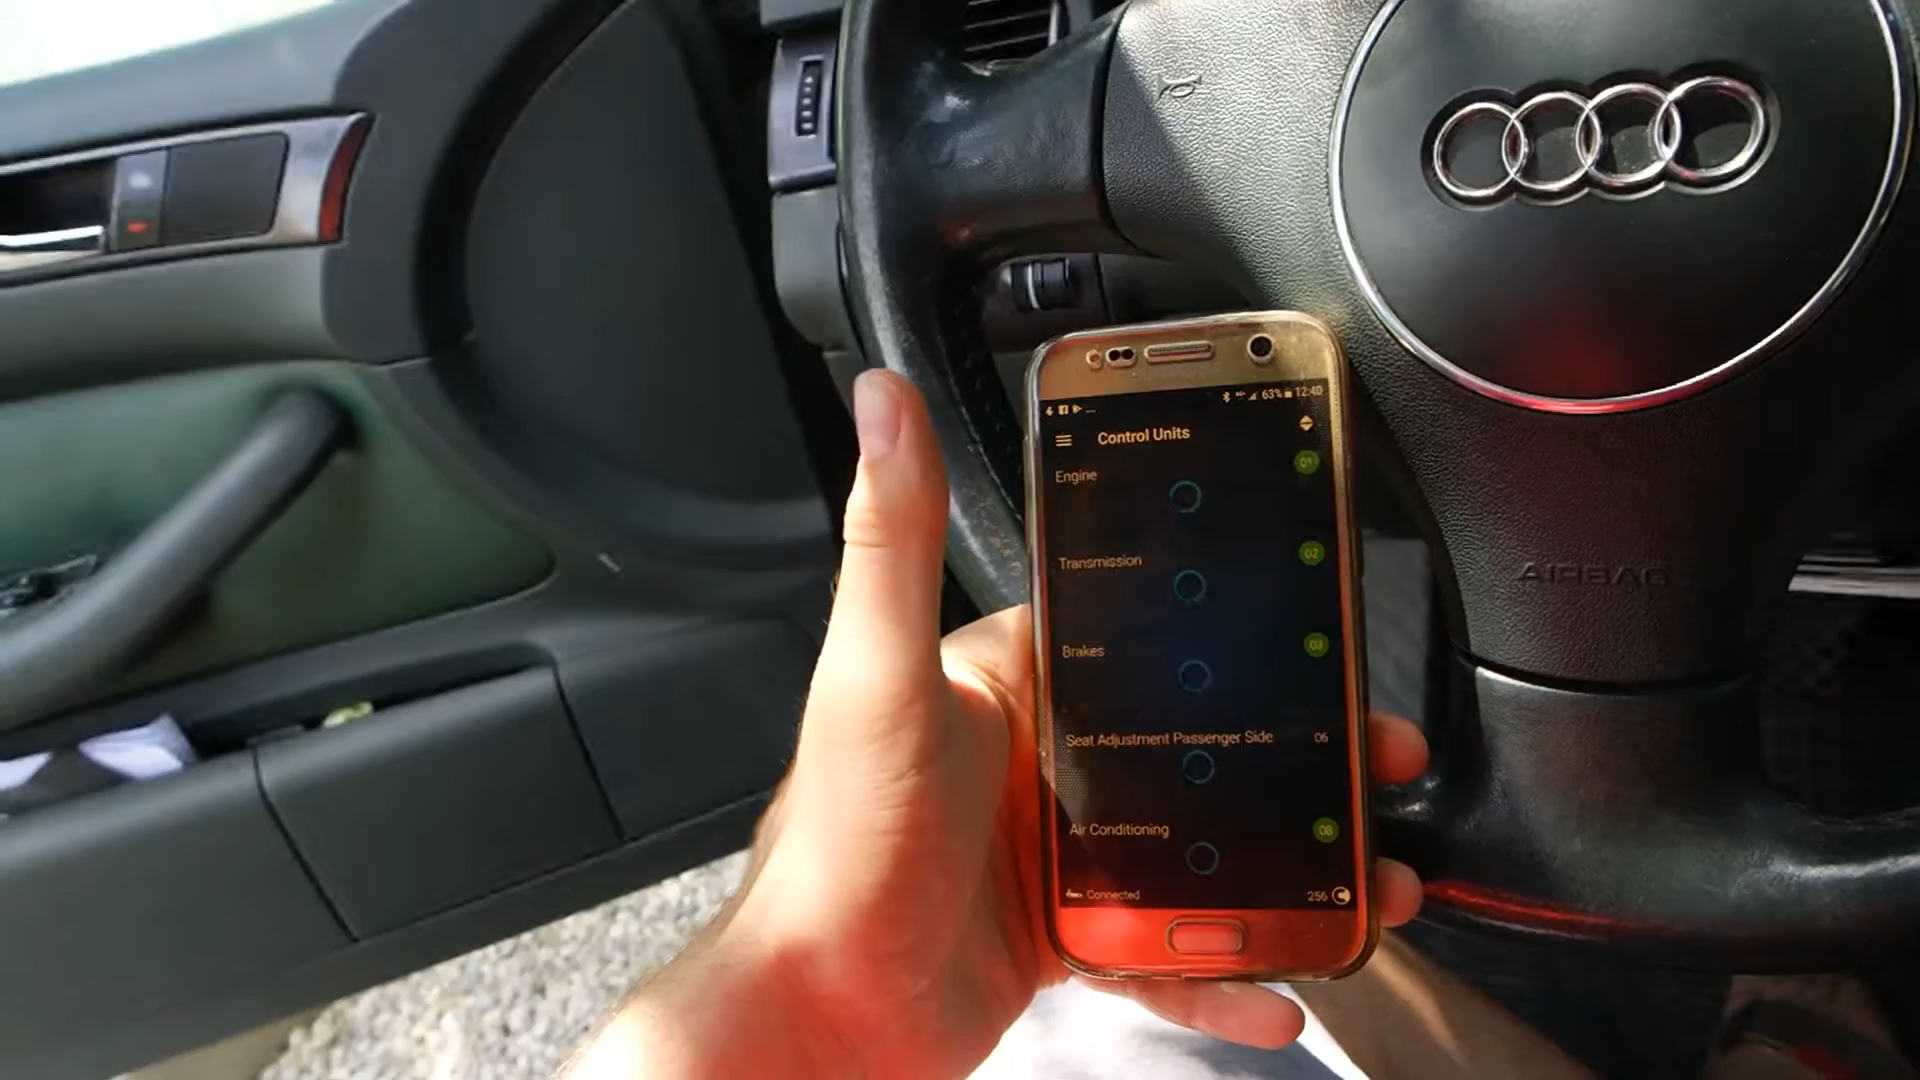 63% 12:40
Control Units
Engine 01
Transmission 02
Brakes 03
Seat Adjustment Passenger Side 06
Air Conditioning 08
Connected 256
AIRBAG